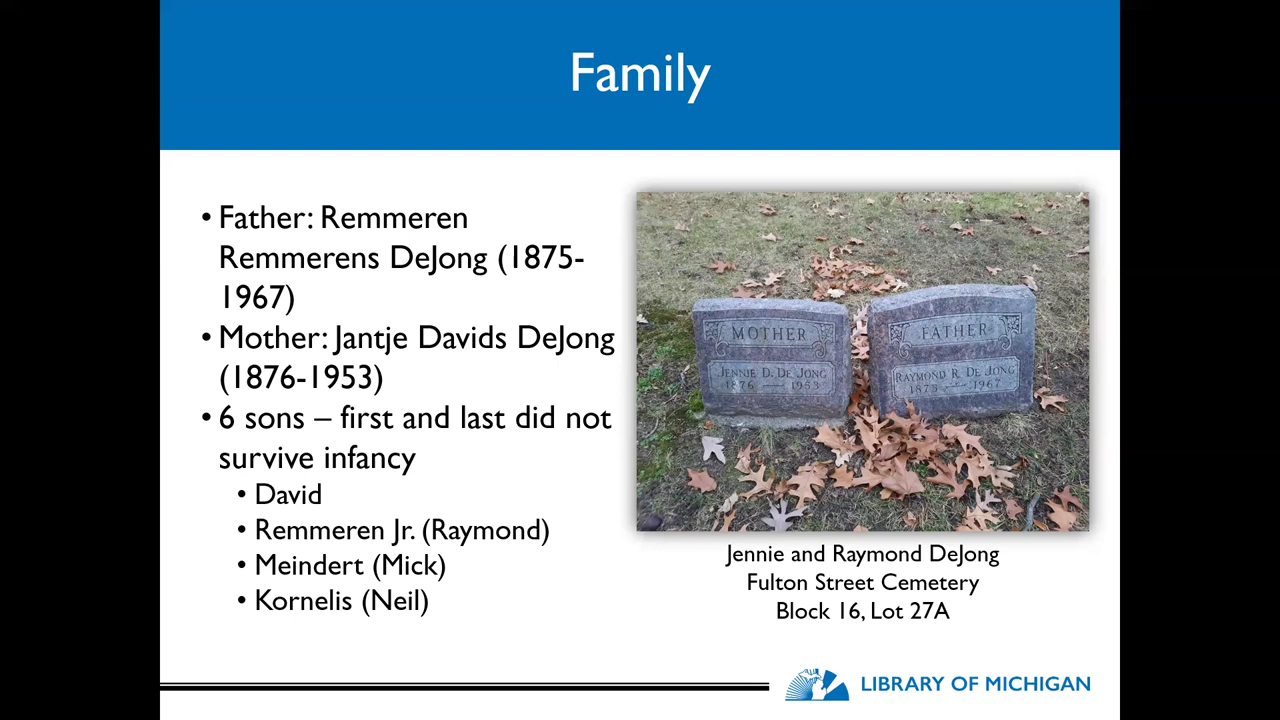 Family
• Father: Remmeren
Remmerens DeJong (1875-
1967)
• Mother: Jantje Davids DeJong
(1876-1953)
• 6 sons – first and last did not
survive infancy
• David
• Remmeren Jr. (Raymond)
• Meindert (Mick)
• Kornelis (Neil)
MOTHER
JENNIE D. DE JONG
1876 — 1953
FATHER
RAYMOND R. DE JONG
1875 — 1967
Jennie and Raymond DeJong
Fulton Street Cemetery
Block 16, Lot 27A
LIBRARY OF MICHIGAN